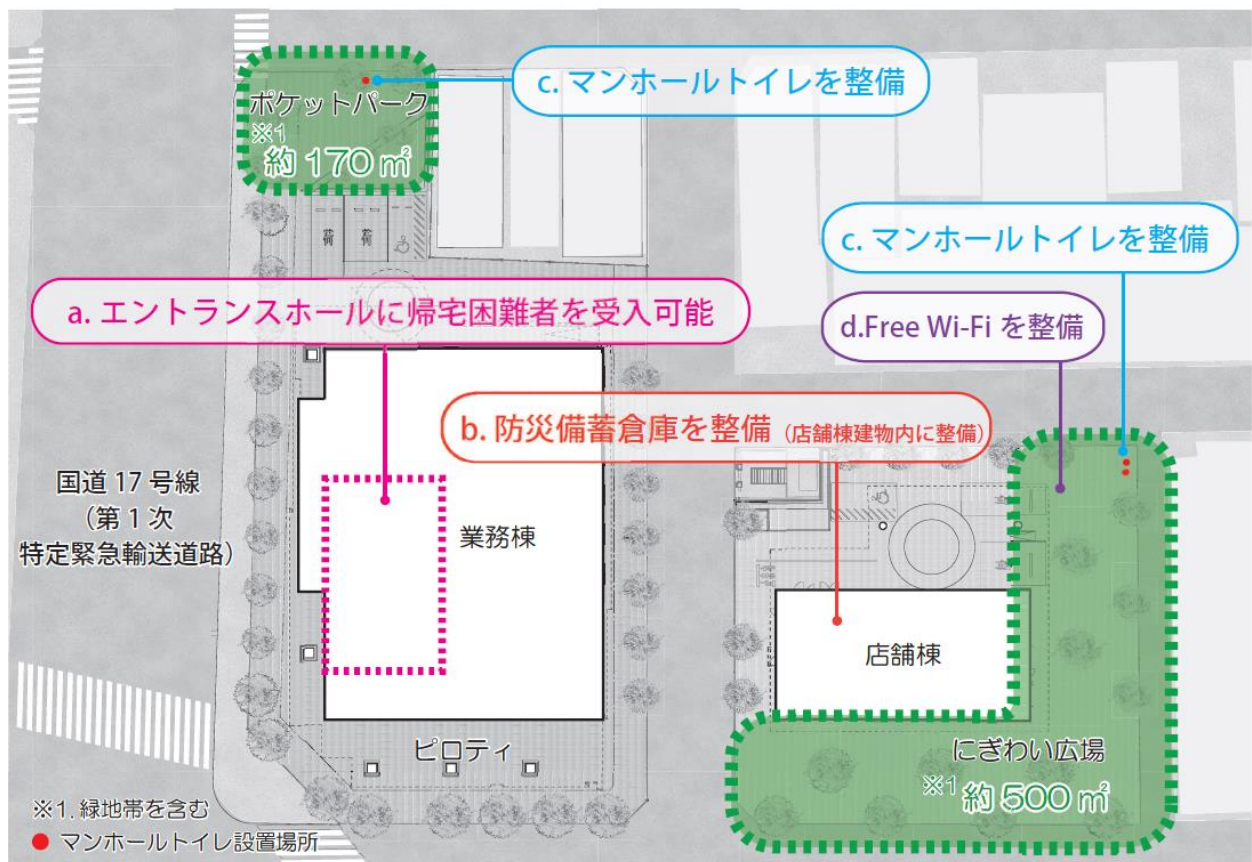 c. マンホールトイレを整備
ポケットパーク
※1
約 170 ㎡
荷 荷
c. マンホールトイレを整備
a. エントランスホールに帰宅困難者を受入可能
d.Free Wi-Fi を整備
b. 防災備蓄倉庫を整備 (店舗棟建物内に整備)
国道 17 号線
(第 1 次
特定緊急輸送道路)
業務棟
店舗棟
ピロティ
にぎわい広場
※1 約 500 ㎡
※1. 緑地帯を含む
● マンホールトイレ設置場所